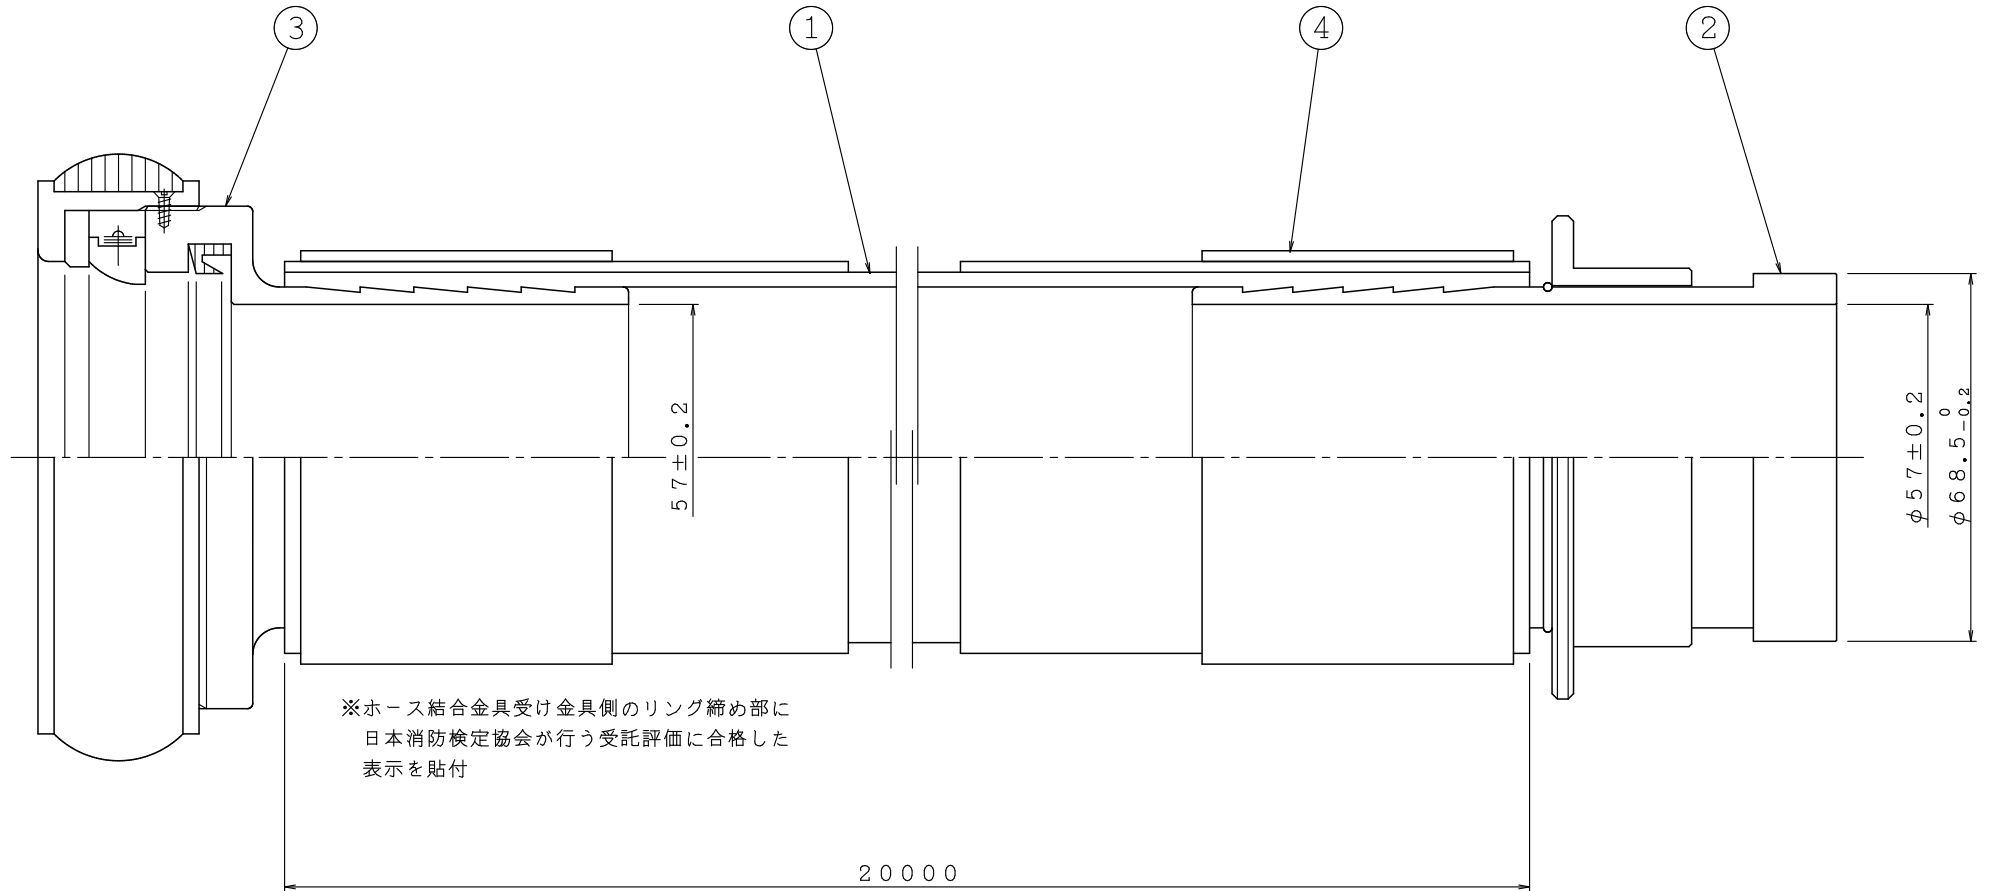 ③
①
④
②
57±0.2
φ57±0.2
φ68.5 0 -0.2
※ホース結合金具受け金具側のリング締め部に
日本消防検定協会が行う受託評価に合格した
表示を貼付
20000